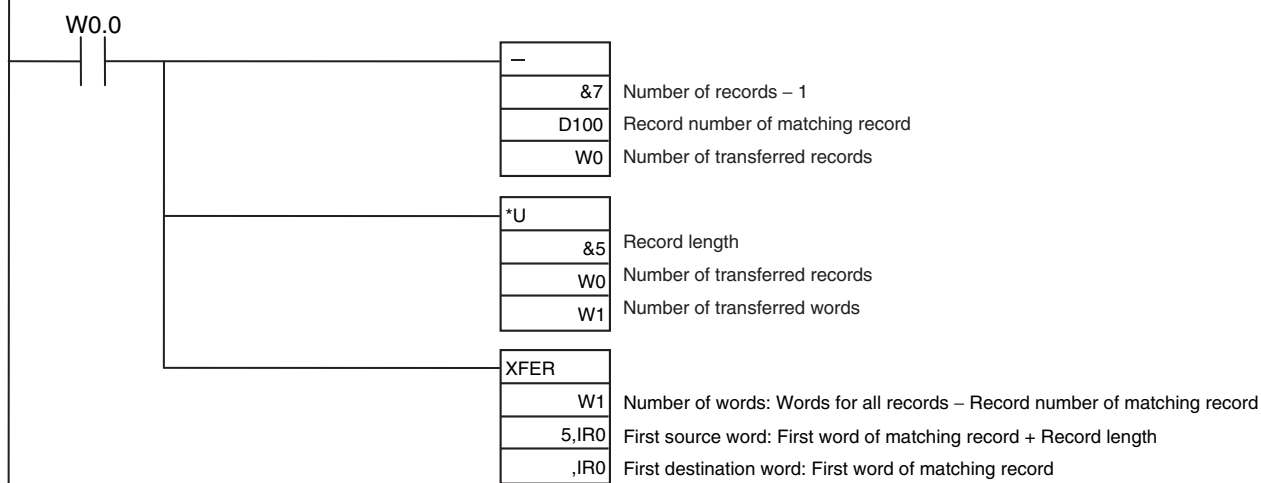 W0.0
–
&7 Number of records – 1
D100 Record number of matching record
W0 Number of transferred records
*U
&5 Record length
W0 Number of transferred records
W1 Number of transferred words
XFER
W1 Number of words: Words for all records – Record number of matching record
5,IR0 First source word: First word of matching record + Record length
,IR0 First destination word: First word of matching record